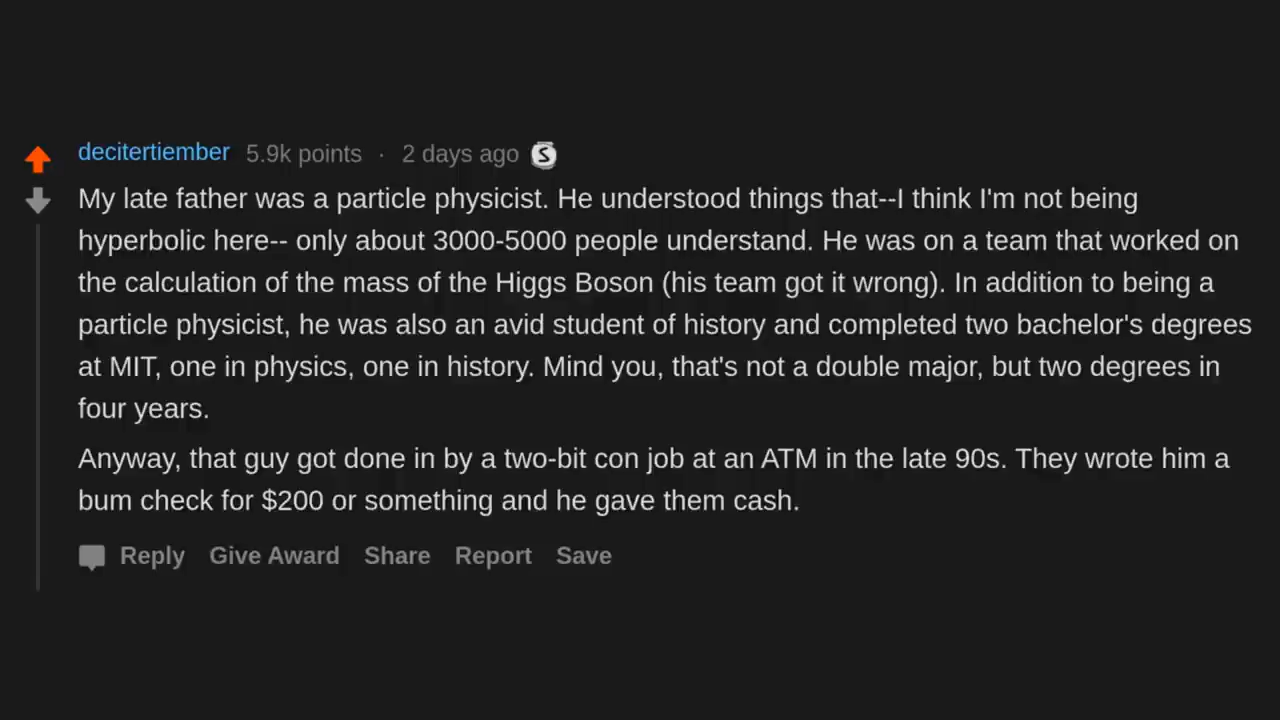 decitertiember 5.9k points · 2 days ago S
My late father was a particle physicist. He understood things that--I think I'm not being
hyperbolic here-- only about 3000-5000 people understand. He was on a team that worked on
the calculation of the mass of the Higgs Boson (his team got it wrong). In addition to being a
particle physicist, he was also an avid student of history and completed two bachelor's degrees
at MIT, one in physics, one in history. Mind you, that's not a double major, but two degrees in
four years.
Anyway, that guy got done in by a two-bit con job at an ATM in the late 90s. They wrote him a
bum check for $200 or something and he gave them cash.
Reply Give Award Share Report Save